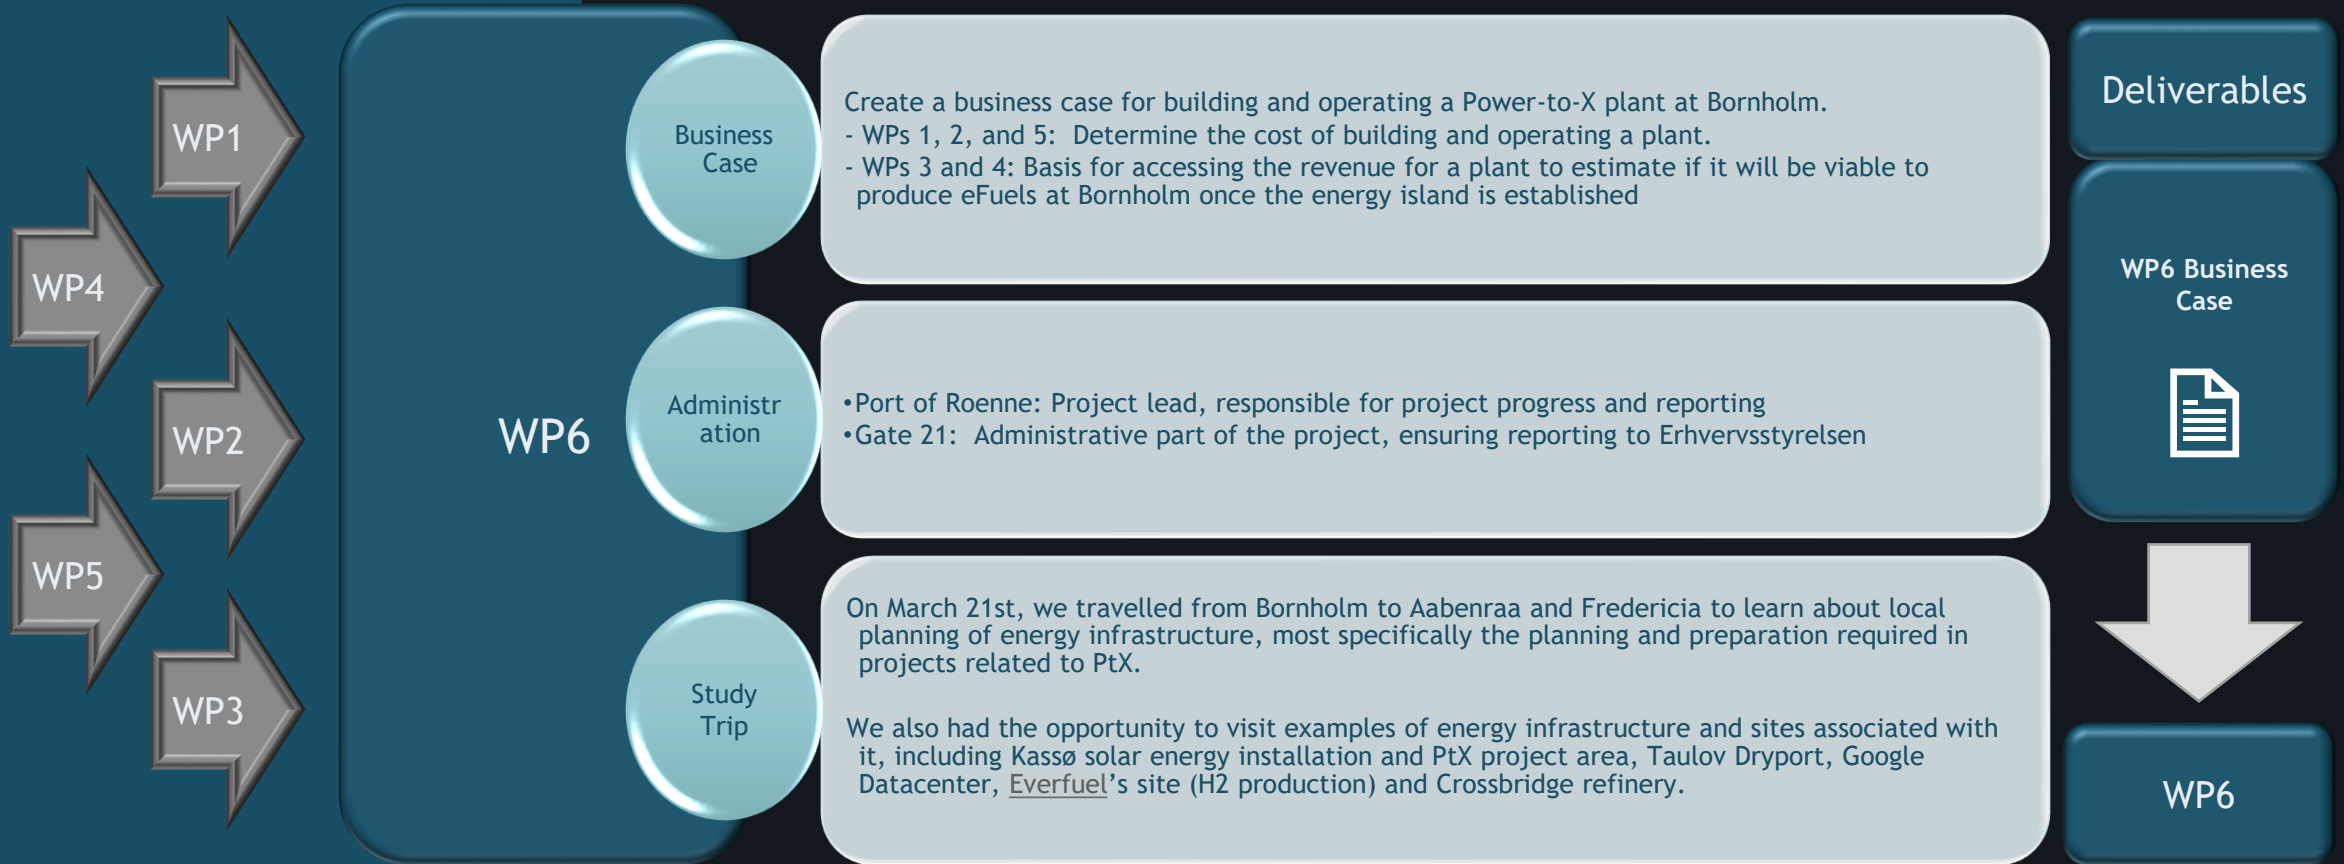 WP1
WP4
WP2
WP5
WP3
WP6
Business
Case
Create a business case for building and operating a Power-to-X plant at Bornholm.
- WPs 1, 2, and 5: Determine the cost of building and operating a plant.
- WPs 3 and 4: Basis for accessing the revenue for a plant to estimate if it will be viable to
produce eFuels at Bornholm once the energy island is established
Administr
ation
•Port of Roenne: Project lead, responsible for project progress and reporting
•Gate 21: Administrative part of the project, ensuring reporting to Erhvervsstyrelsen
Study
Trip
On March 21st, we travelled from Bornholm to Aabenraa and Fredericia to learn about local
planning of energy infrastructure, most specifically the planning and preparation required in
projects related to PtX.
We also had the opportunity to visit examples of energy infrastructure and sites associated with
it, including Kassø solar energy installation and PtX project area, Taulov Dryport, Google
Datacenter, Everfuel’s site (H2 production) and Crossbridge refinery.
Deliverables
WP6 Business
Case
WP6